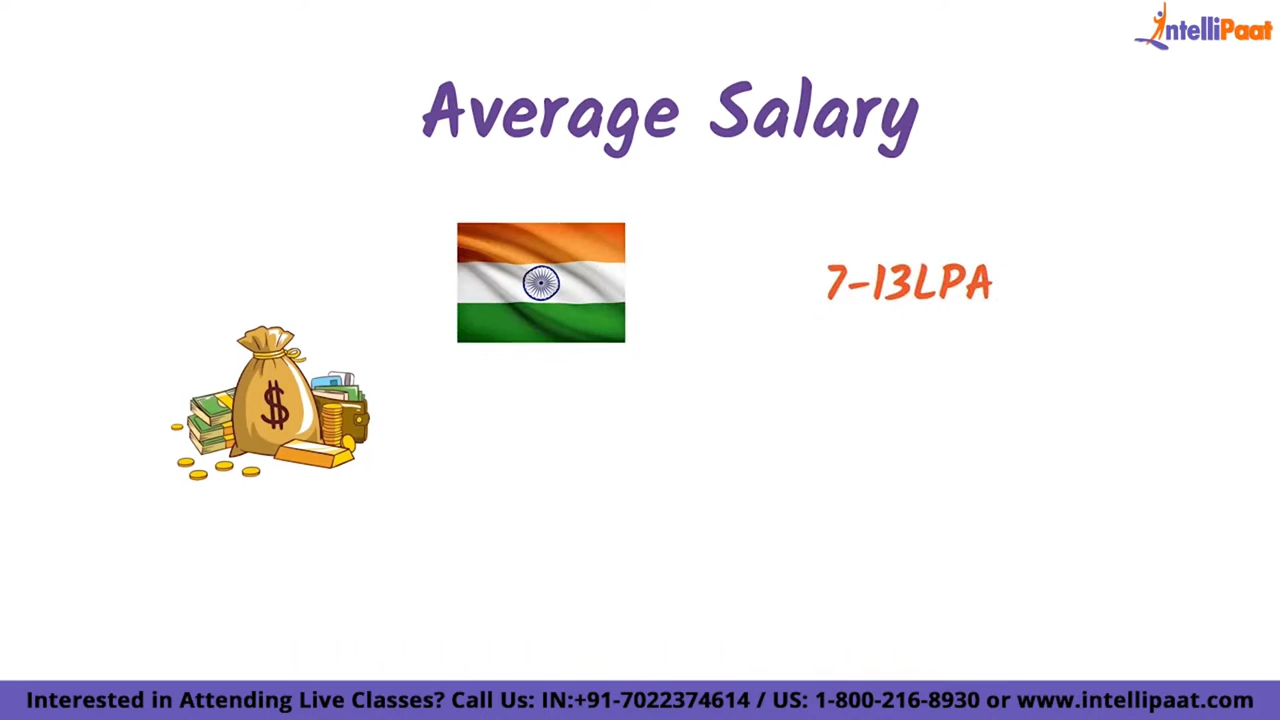 IntelliPaat
Average Salary
7-13LPA
$
Interested in Attending Live Classes? Call Us: IN:+91-7022374614 / US: 1-800-216-8930 or www.intellipaat.com